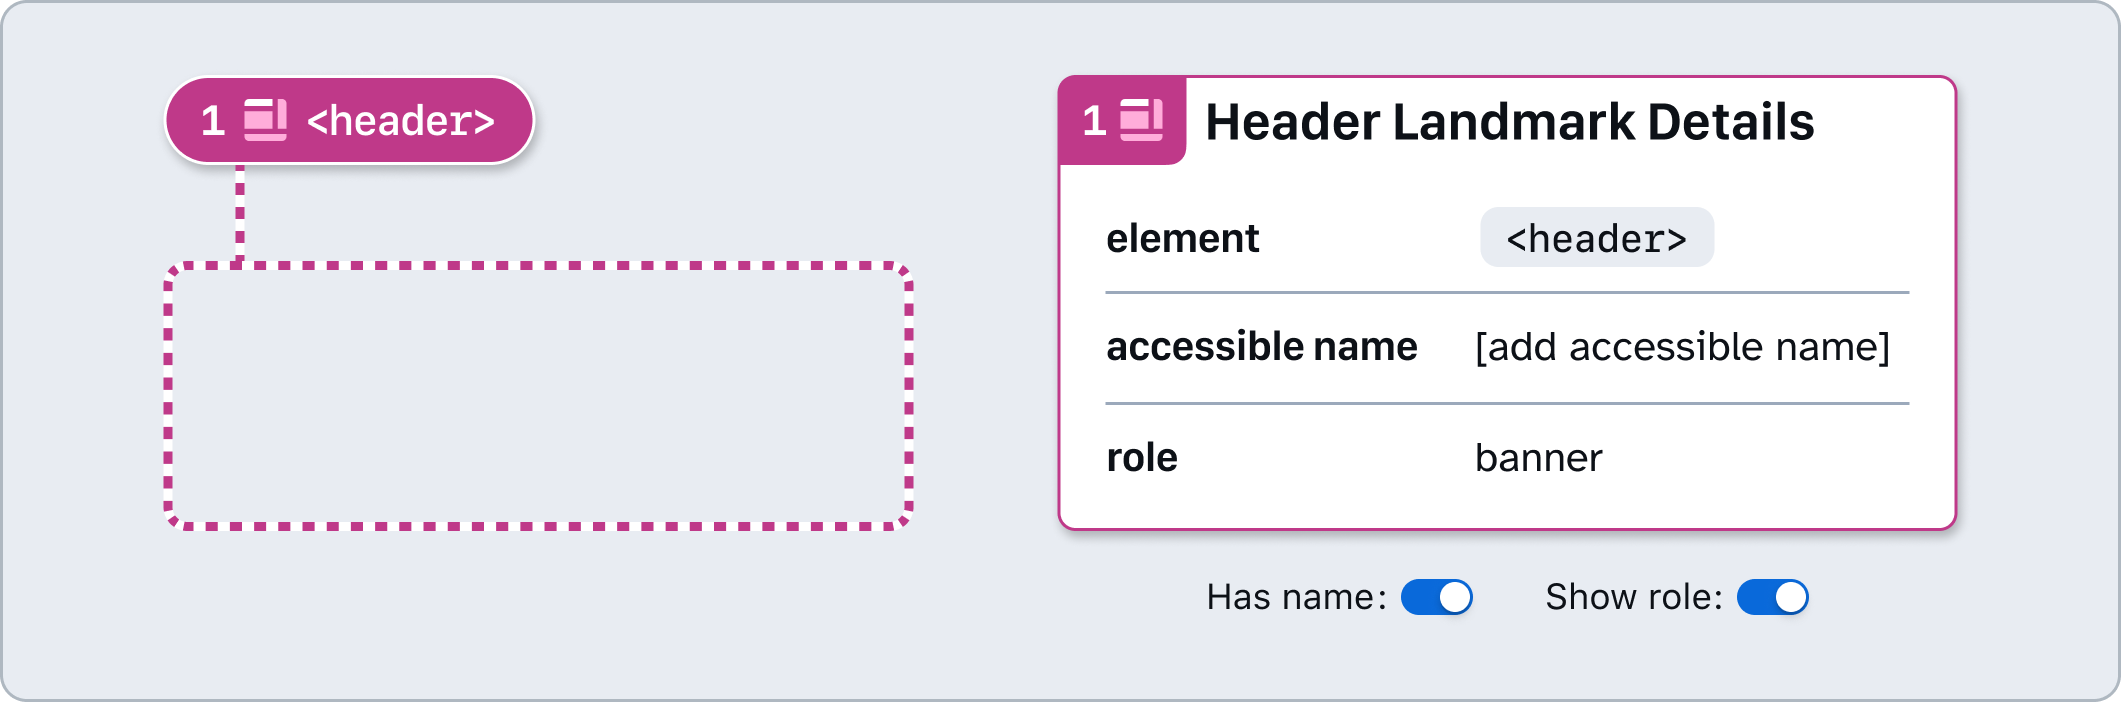 1 <header>
1 Header Landmark Details
element <header>
accessible name [add accessible name]
role banner
Has name: Show role: